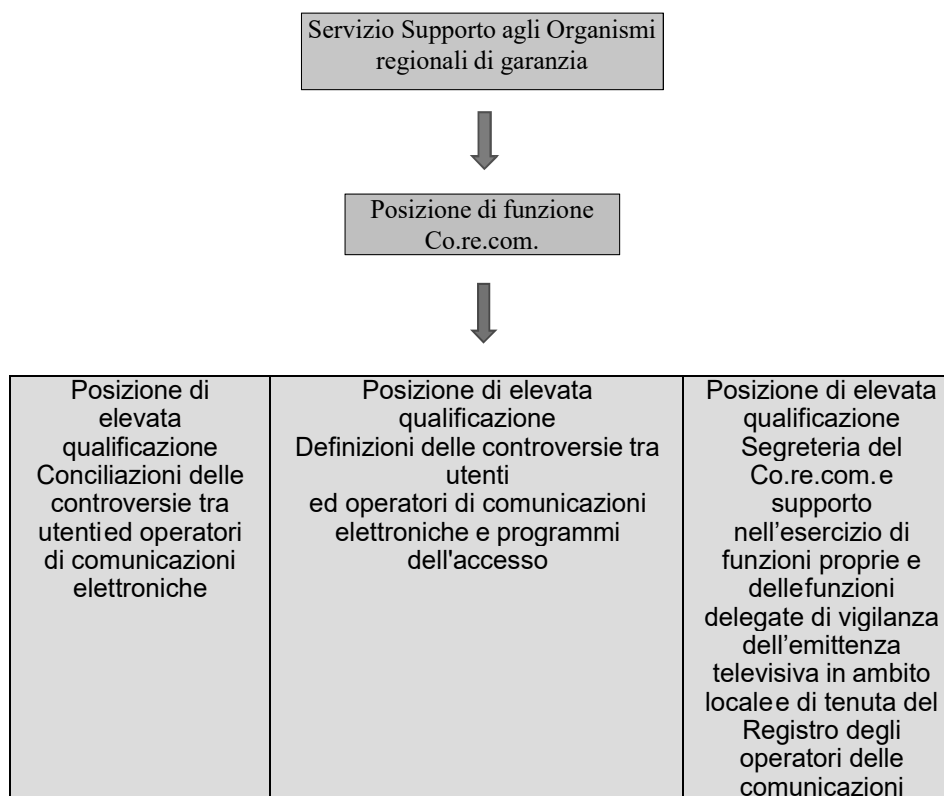 Servizio Supporto agli Organismi
regionali di garanzia
Posizione di funzione
Co.re.com.
Posizione di
elevata
qualificazione
Conciliazioni delle
controversie tra
utentied operatori
di comunicazioni
elettroniche
Posizione di elevata
qualificazione
Definizioni delle controversie tra
utenti
ed operatori di comunicazioni
elettroniche e programmi
dell'accesso
Posizione di elevata
qualificazione
Segreteria del
Co.re.com. e
supporto
nell’esercizio di
funzioni proprie e
dellefunzioni
delegate di vigilanza
dell’emittenza
televisiva in ambito
locale e di tenuta del
Registro degli
operatori delle
comunicazioni